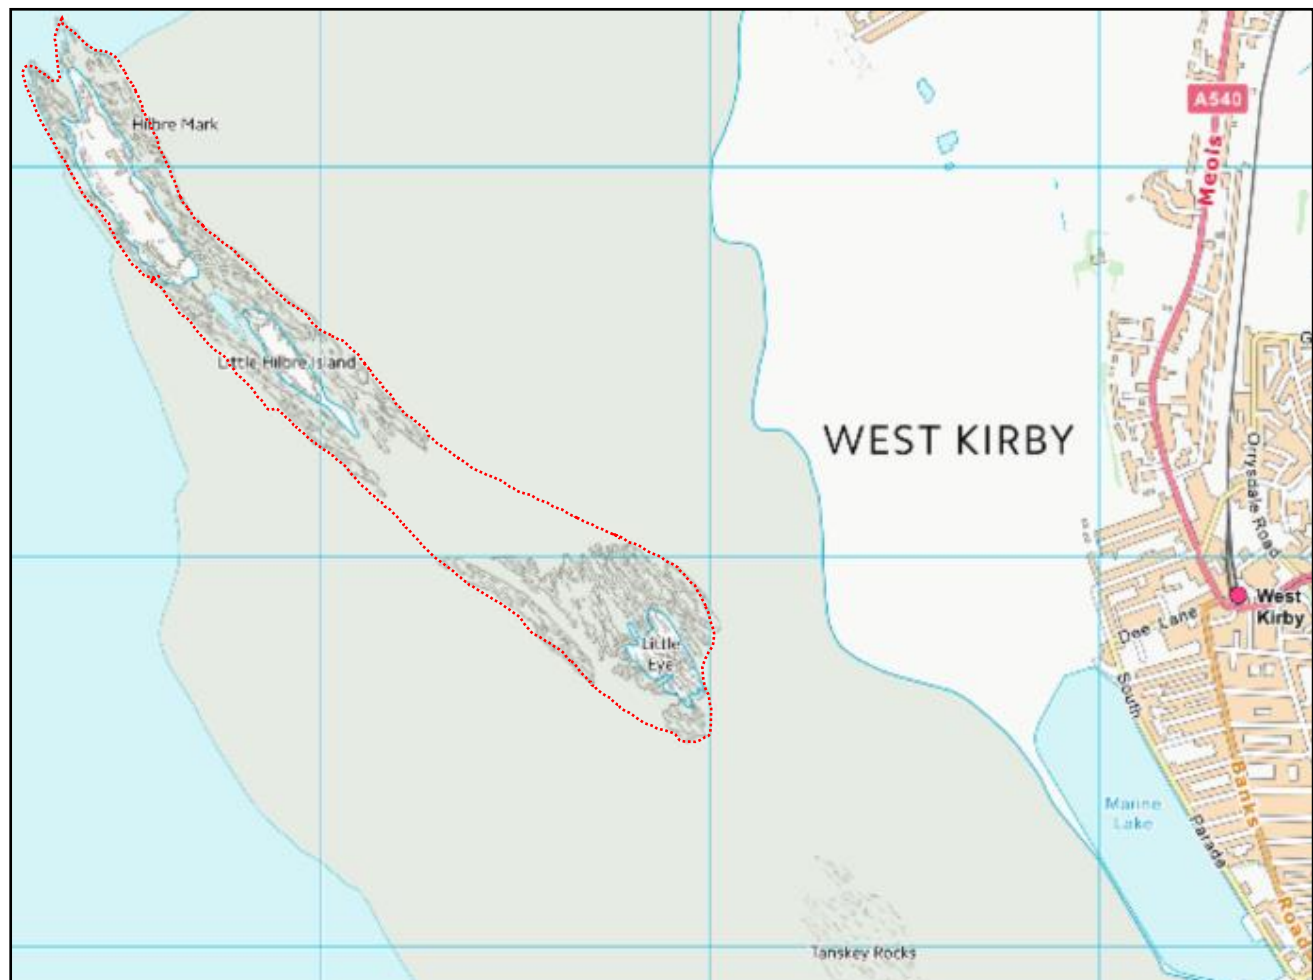 A540
Meols
Hilbre Mark
G
Little Hilbre Island
WEST KIRBY
Orrysdale Road
West
Kirby
Dee Lane
Little
Eye
South
Parade
Banks
Road
Marine
Lake
Tanskey Rocks